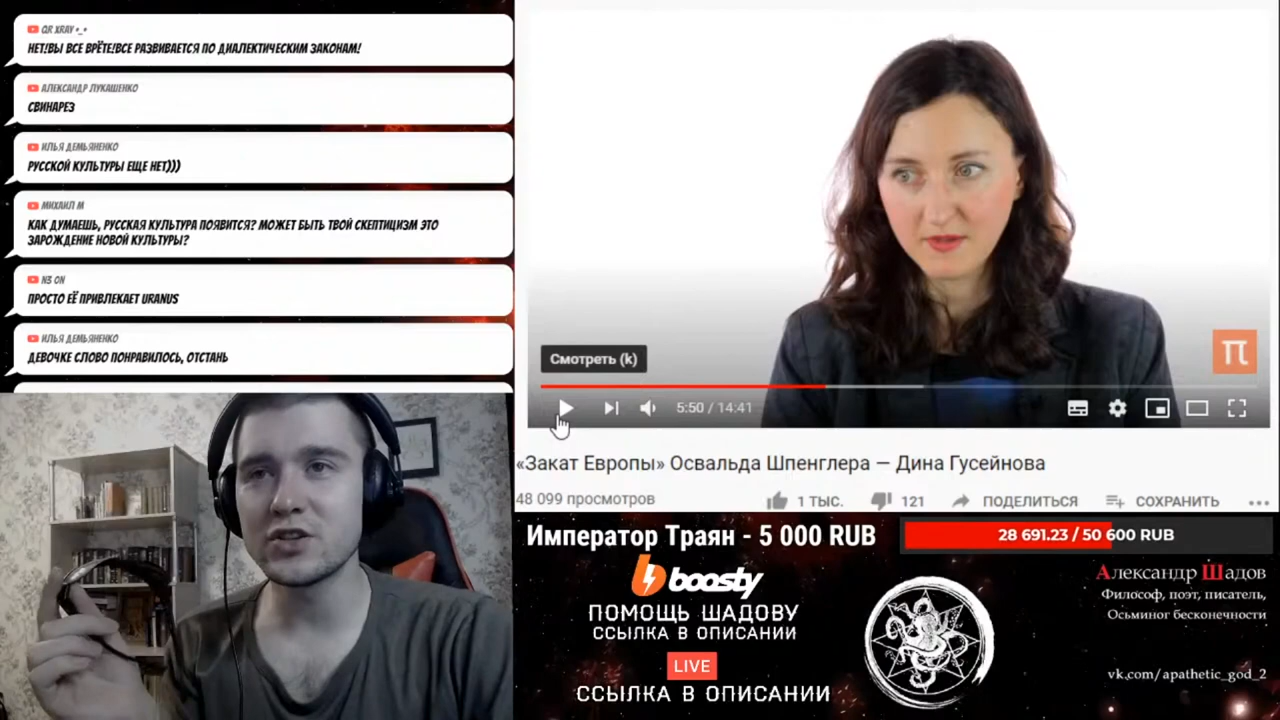 QR XRAY •_•
НЕТ!ВЫ ВСЕ ВРЁТЕ!ВСЕ РАЗВИВАЕТСЯ ПО ДИАЛЕКТИЧЕСКИМ ЗАКОНАМ!
АЛЕКСАНДР ЛУКАШЕНКО
СВИНАРЕЗ
ИЛЬЯ ДЕМЬЯНЕНКО
РУССКОЙ КУЛЬТУРЫ ЕЩЕ НЕТ)))
МИХАИЛ М
КАК ДУМАЕШЬ, РУССКАЯ КУЛЬТУРА ПОЯВИТСЯ? МОЖЕТ БЫТЬ ТВОЙ СКЕПТИЦИЗМ ЭТО
ЗАРОЖДЕНИЕ НОВОЙ КУЛЬТУРЫ?
N3 ON
ПРОСТО ЕЁ ПРИВЛЕКАЕТ URANUS
ИЛЬЯ ДЕМЬЯНЕНКО
ДЕВОЧКЕ СЛОВО ПОНРАВИЛОСЬ, ОТСТАНЬ
π
Смотреть (k)
5:50 / 14:41
«Закат Европы» Освальда Шпенглера — Дина Гусейнова
48 099 просмотров
1 ТЫС.
121
ПОДЕЛИТЬСЯ
СОХРАНИТЬ
Император Траян - 5 000 RUB
28 691.23 / 50 600 RUB
boosty
ПОМОЩЬ ШАДОВУ
ССЫЛКА В ОПИСАНИИ
LIVE
ССЫЛКА В ОПИСАНИИ
Александр Шадов
Философ, поэт, писатель,
Осьминог бесконечности
vk.com/apathetic_god_2